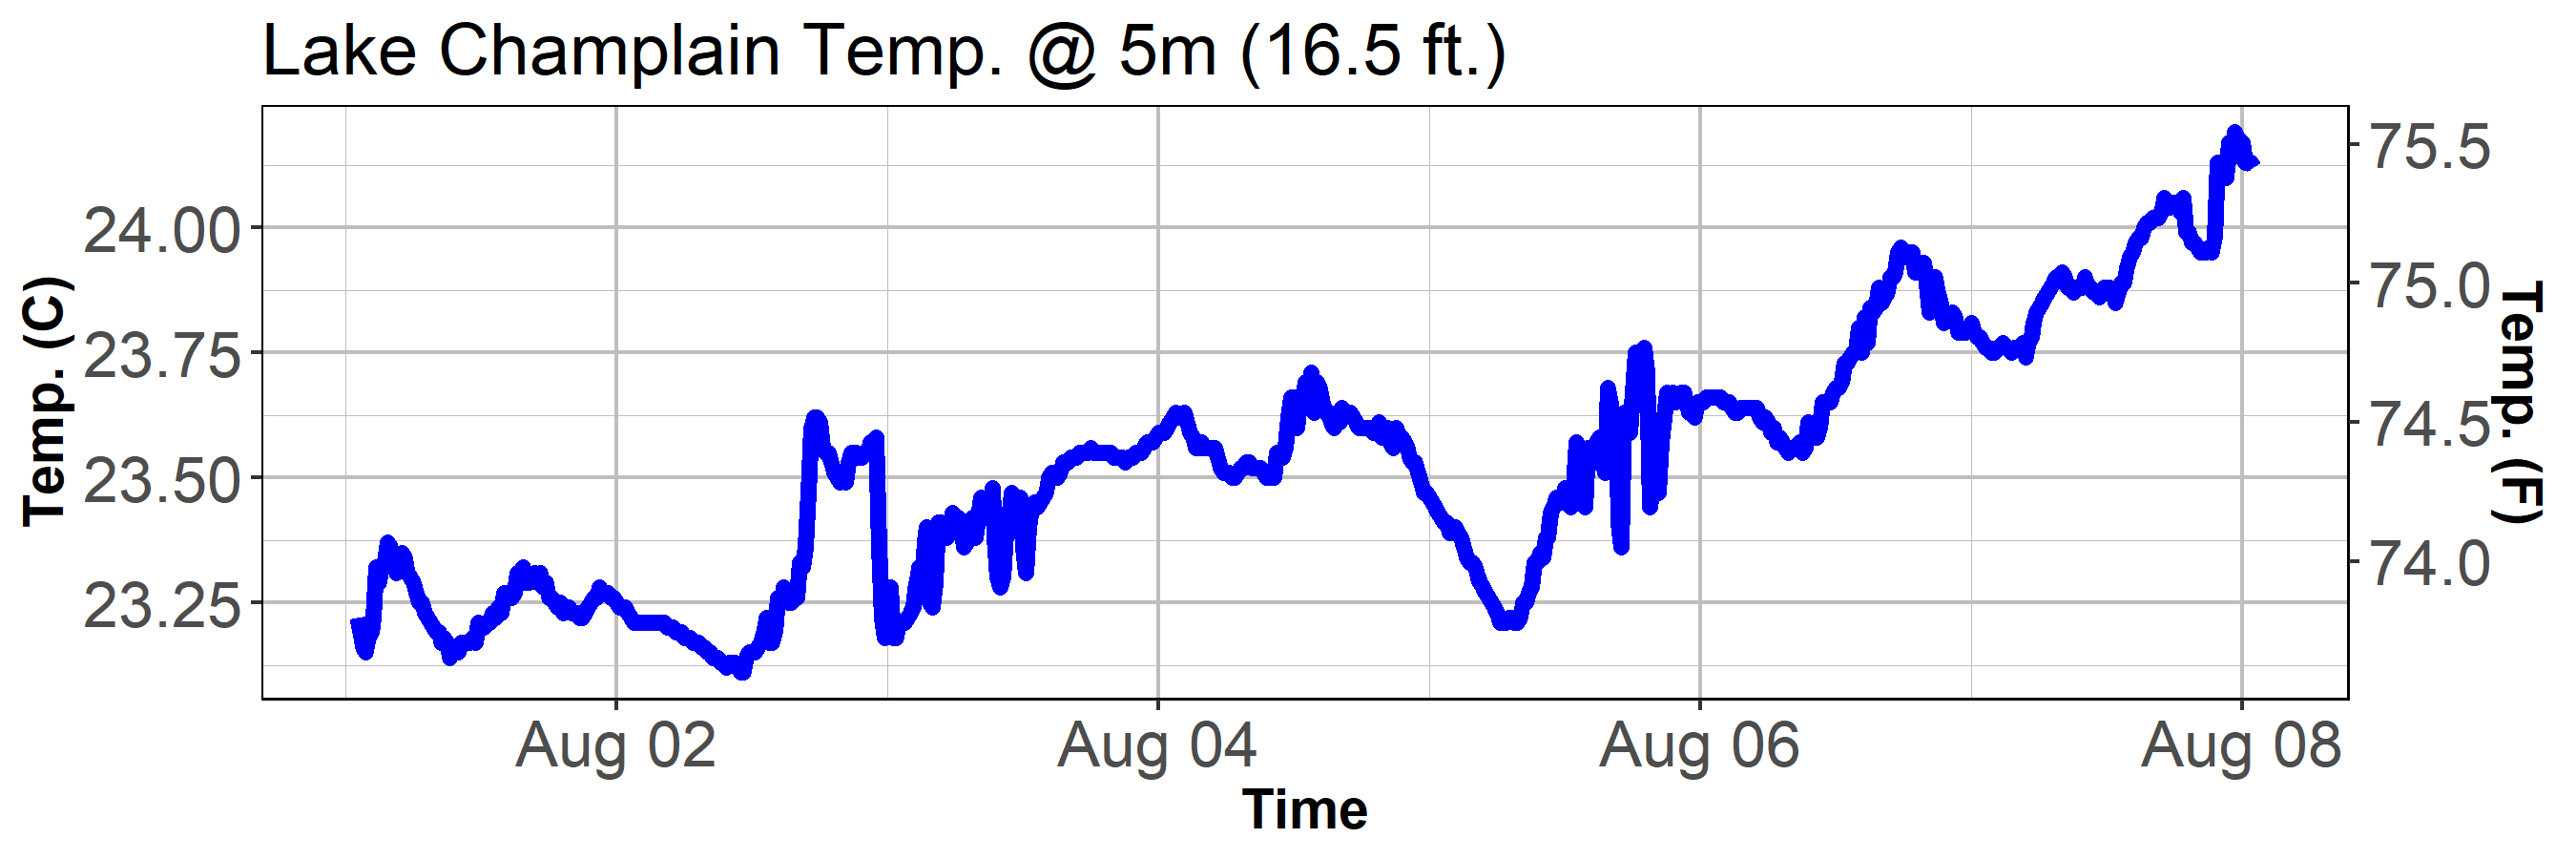 Lake Champlain Temp. @ 5m (16.5 ft.)
Temp. (C)
24.00
23.75
23.50
23.25
75.5
75.0
74.5
74.0
Temp. (F)
Aug 02 Aug 04 Aug 06 Aug 08
Time